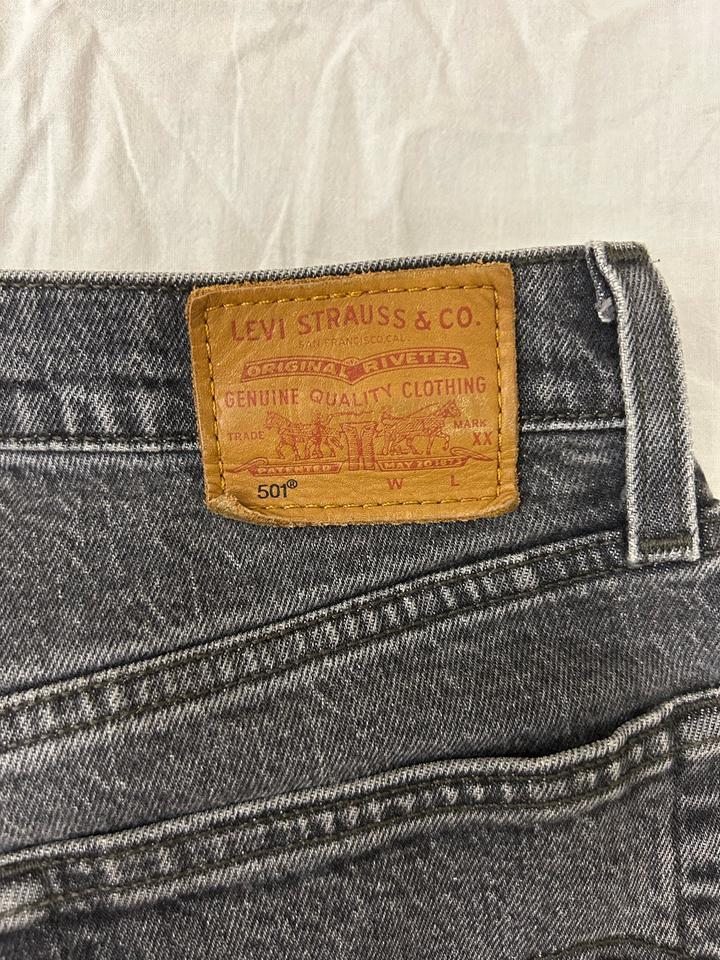 LEVI STRAUSS & CO.
SAN FRANCISCO CAL.
ORIGINAL RIVETED
GENUINE QUALITY CLOTHING
TRADE MARK
XX
PATENTED MAY 20 1873
501® W L